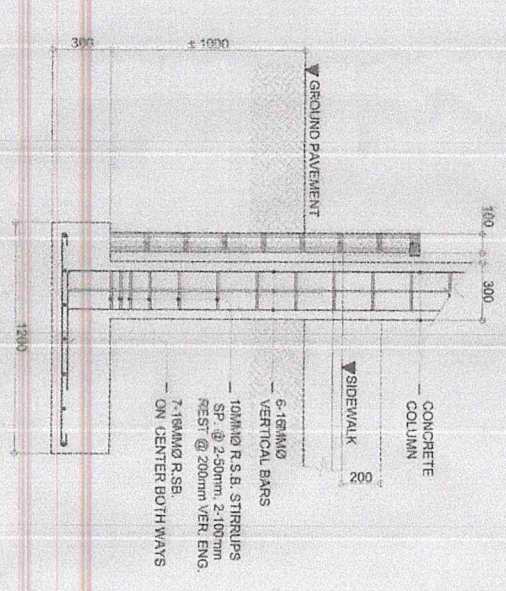 100
300
CONCRETE
COLUMN
GROUND PAVEMENT
SIDEWALK
200
± 1000
300
6-16MMØ
VERTICAL BARS
10MMØ R.S.B. STIRRUPS
SP. @ 2-50mm, 2-100mm
REST @ 200mm VER. ENG.
7-16MMØ R.SB.
ON CENTER BOTH WAYS
1200